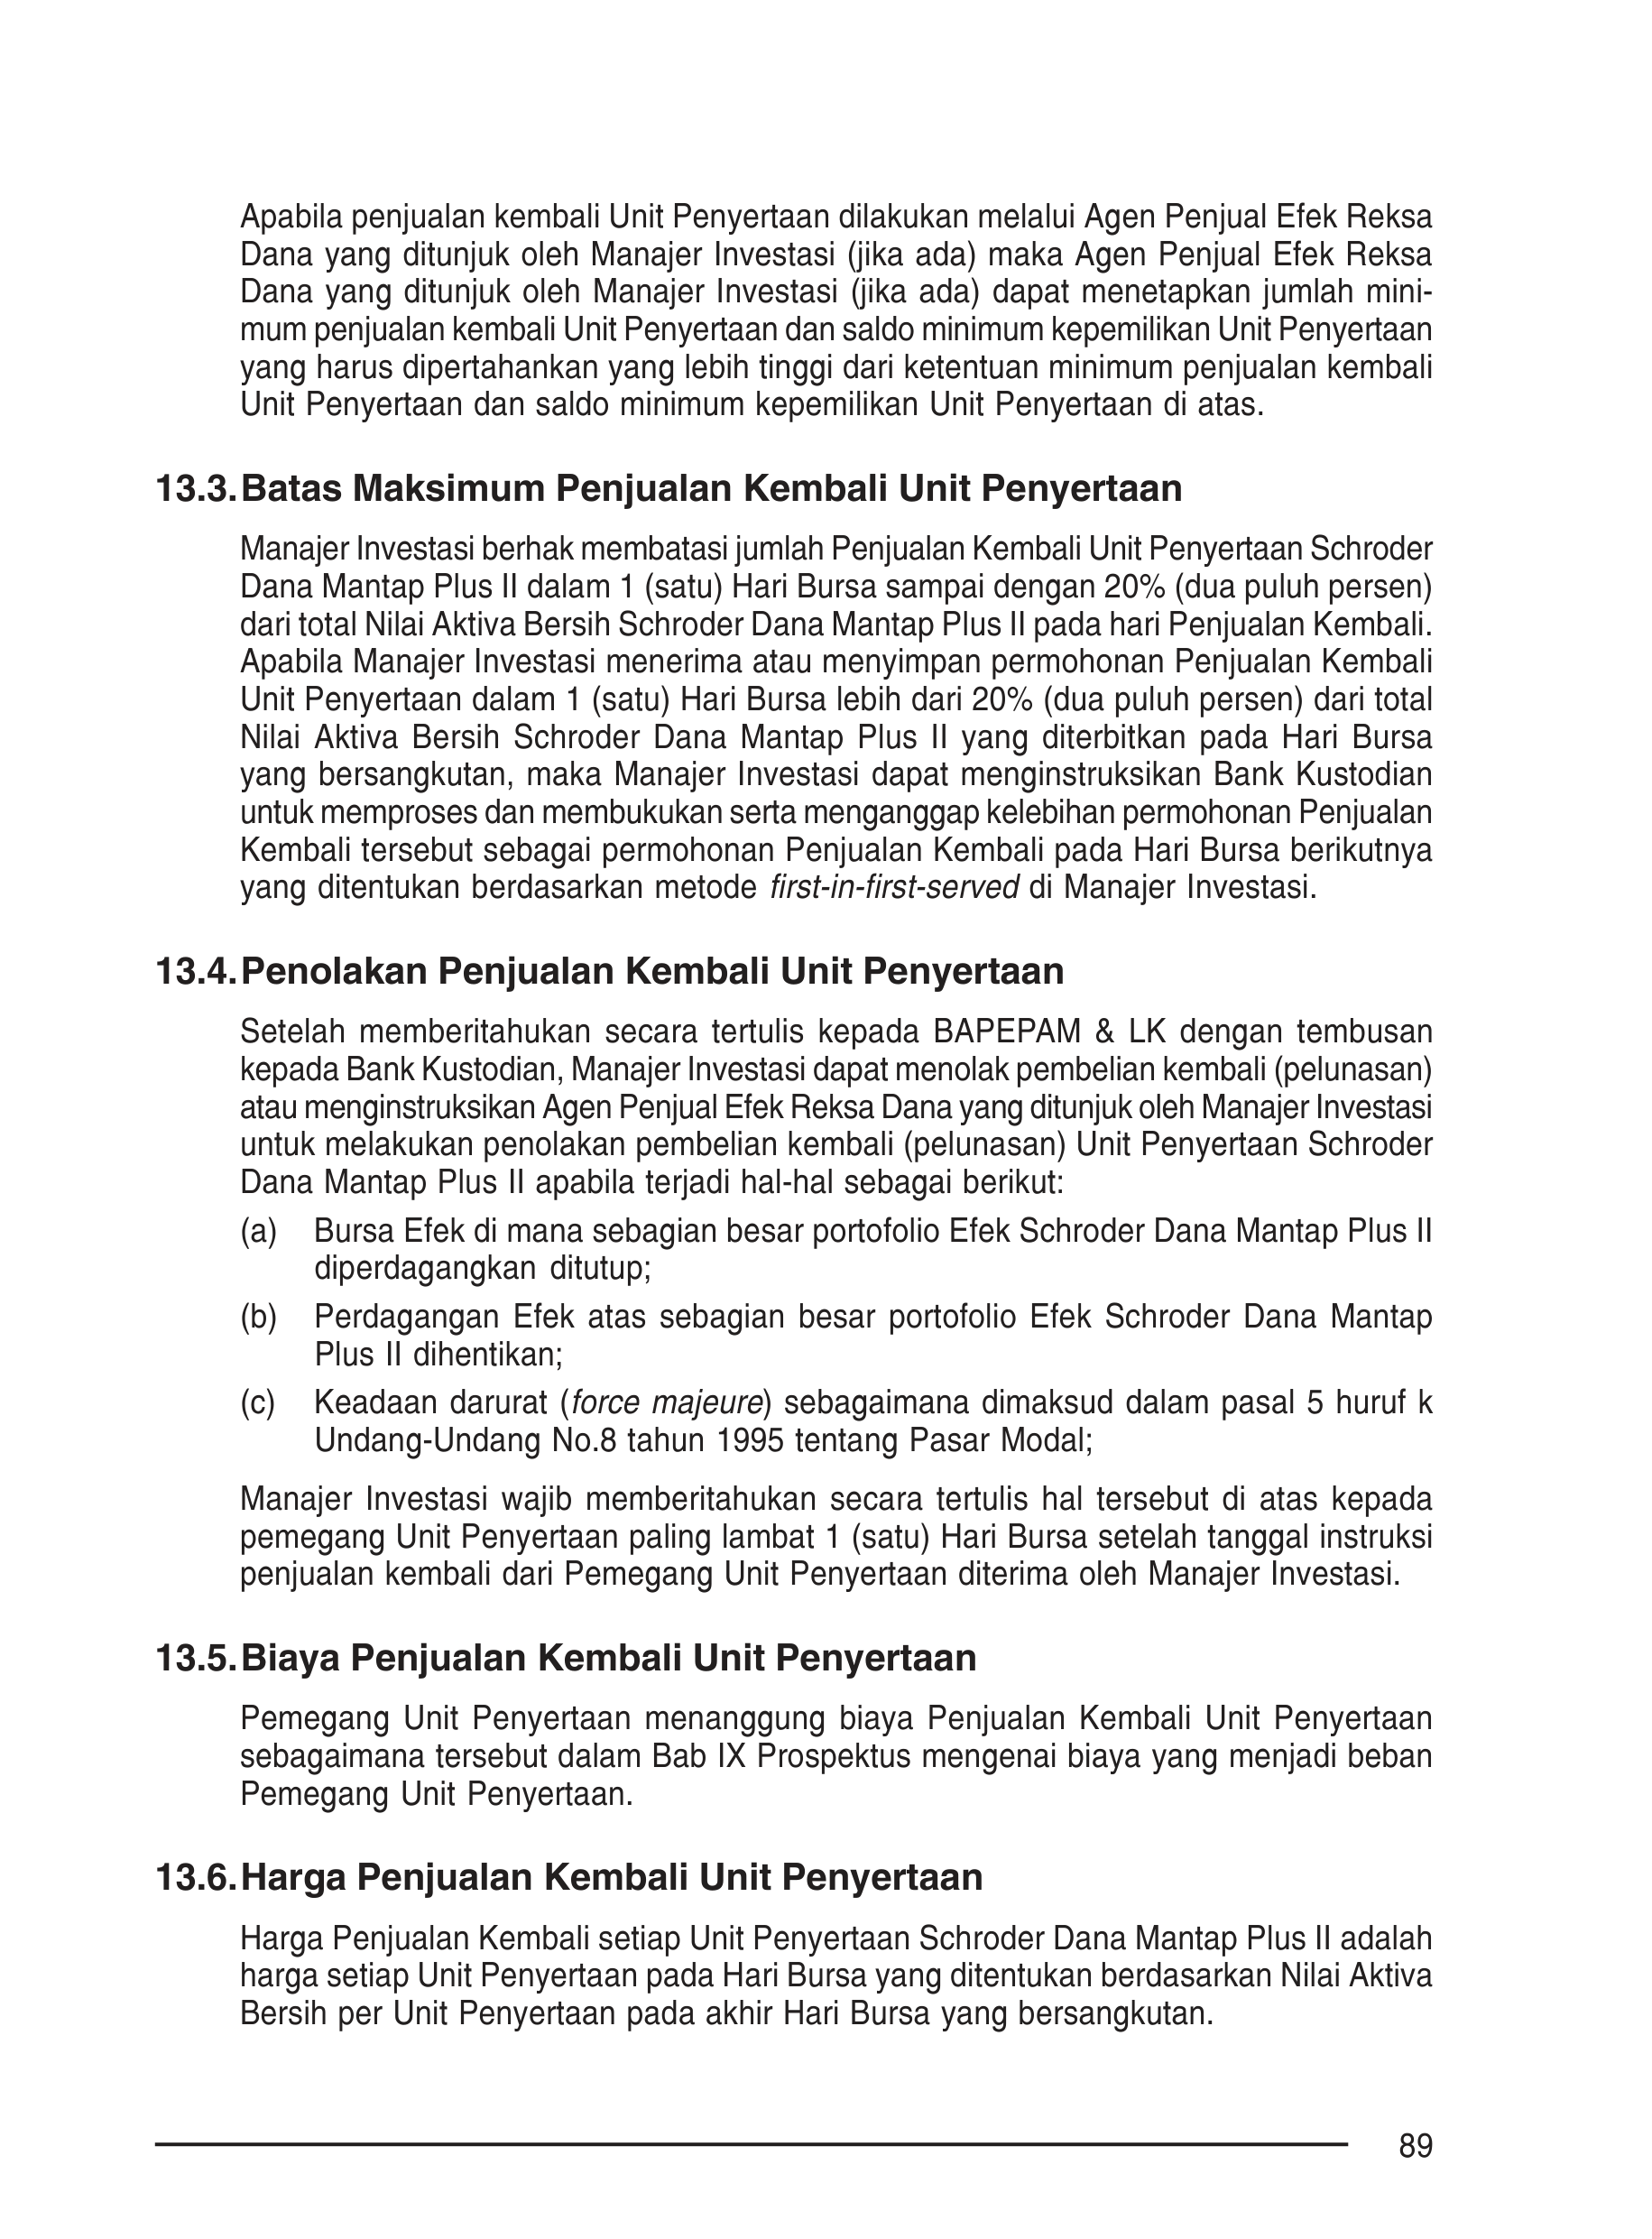 Apabila penjualan kembali Unit Penyertaan dilakukan melalui Agen Penjual Efek Reksa
Dana yang ditunjuk oleh Manajer Investasi (jika ada) maka Agen Penjual Efek Reksa
Dana yang ditunjuk oleh Manajer Investasi (jika ada) dapat menetapkan jumlah mini-
mum penjualan kembali Unit Penyertaan dan saldo minimum kepemilikan Unit Penyertaan
yang harus dipertahankan yang lebih tinggi dari ketentuan minimum penjualan kembali
Unit Penyertaan dan saldo minimum kepemilikan Unit Penyertaan di atas.
13.3. Batas Maksimum Penjualan Kembali Unit Penyertaan
Manajer Investasi berhak membatasi jumlah Penjualan Kembali Unit Penyertaan Schroder
Dana Mantap Plus II dalam 1 (satu) Hari Bursa sampai dengan 20% (dua puluh persen)
dari total Nilai Aktiva Bersih Schroder Dana Mantap Plus II pada hari Penjualan Kembali.
Apabila Manajer Investasi menerima atau menyimpan permohonan Penjualan Kembali
Unit Penyertaan dalam 1 (satu) Hari Bursa lebih dari 20% (dua puluh persen) dari total
Nilai Aktiva Bersih Schroder Dana Mantap Plus II yang diterbitkan pada Hari Bursa
yang bersangkutan, maka Manajer Investasi dapat menginstruksikan Bank Kustodian
untuk memproses dan membukukan serta menganggap kelebihan permohonan Penjualan
Kembali tersebut sebagai permohonan Penjualan Kembali pada Hari Bursa berikutnya
yang ditentukan berdasarkan metode first-in-first-served di Manajer Investasi.
13.4. Penolakan Penjualan Kembali Unit Penyertaan
Setelah memberitahukan secara tertulis kepada BAPEPAM & LK dengan tembusan
kepada Bank Kustodian, Manajer Investasi dapat menolak pembelian kembali (pelunasan)
atau menginstruksikan Agen Penjual Efek Reksa Dana yang ditunjuk oleh Manajer Investasi
untuk melakukan penolakan pembelian kembali (pelunasan) Unit Penyertaan Schroder
Dana Mantap Plus II apabila terjadi hal-hal sebagai berikut:
(a) Bursa Efek di mana sebagian besar portofolio Efek Schroder Dana Mantap Plus II
diperdagangkan ditutup;
(b) Perdagangan Efek atas sebagian besar portofolio Efek Schroder Dana Mantap
Plus II dihentikan;
(c) Keadaan darurat (force majeure) sebagaimana dimaksud dalam pasal 5 huruf k
Undang-Undang No.8 tahun 1995 tentang Pasar Modal;
Manajer Investasi wajib memberitahukan secara tertulis hal tersebut di atas kepada
pemegang Unit Penyertaan paling lambat 1 (satu) Hari Bursa setelah tanggal instruksi
penjualan kembali dari Pemegang Unit Penyertaan diterima oleh Manajer Investasi.
13.5. Biaya Penjualan Kembali Unit Penyertaan
Pemegang Unit Penyertaan menanggung biaya Penjualan Kembali Unit Penyertaan
sebagaimana tersebut dalam Bab IX Prospektus mengenai biaya yang menjadi beban
Pemegang Unit Penyertaan.
13.6. Harga Penjualan Kembali Unit Penyertaan
Harga Penjualan Kembali setiap Unit Penyertaan Schroder Dana Mantap Plus II adalah
harga setiap Unit Penyertaan pada Hari Bursa yang ditentukan berdasarkan Nilai Aktiva
Bersih per Unit Penyertaan pada akhir Hari Bursa yang bersangkutan.
89